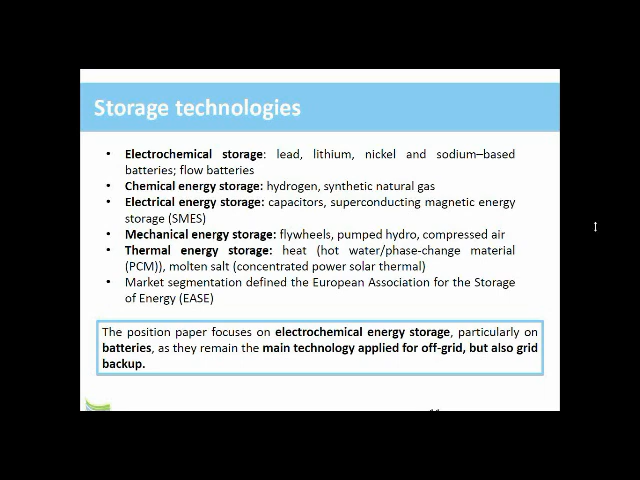 Storage technologies
• Electrochemical storage: lead, lithium, nickel and sodium–based
batteries; flow batteries
• Chemical energy storage: hydrogen, synthetic natural gas
• Electrical energy storage: capacitors, superconducting magnetic energy
storage (SMES)
• Mechanical energy storage: flywheels, pumped hydro, compressed air
• Thermal energy storage: heat (hot water/phase-change material
(PCM)), molten salt (concentrated power solar thermal)
• Market segmentation defined the European Association for the Storage
of Energy (EASE)
The position paper focuses on electrochemical energy storage, particularly on
batteries, as they remain the main technology applied for off-grid, but also grid
backup.